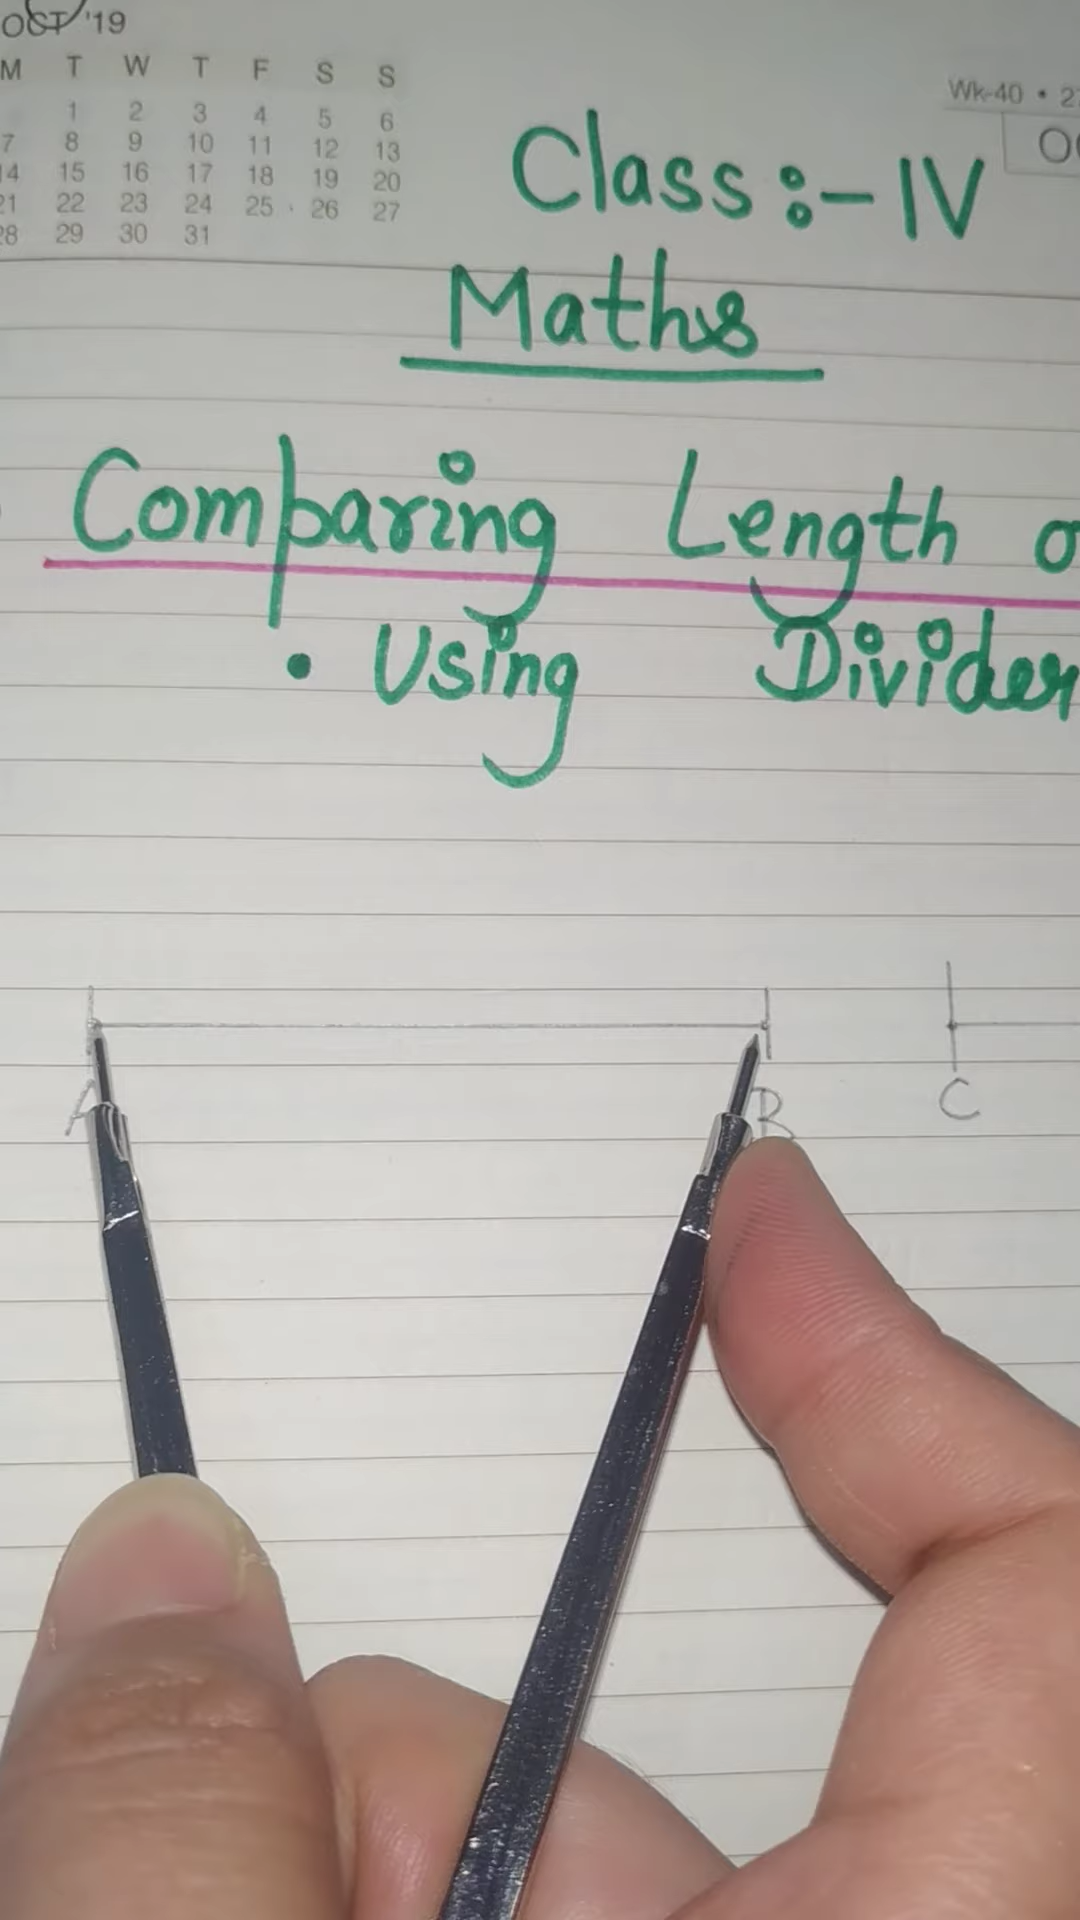 OCT '19
M T W T F S S
1 2 3 4 5 6
7 8 9 10 11 12 13
14 15 16 17 18 19 20
21 22 23 24 25 26 27
28 29 30 31
Wk-40 • 2
Class :- IV
Maths
Comparing Length
• Using Divider
A B C